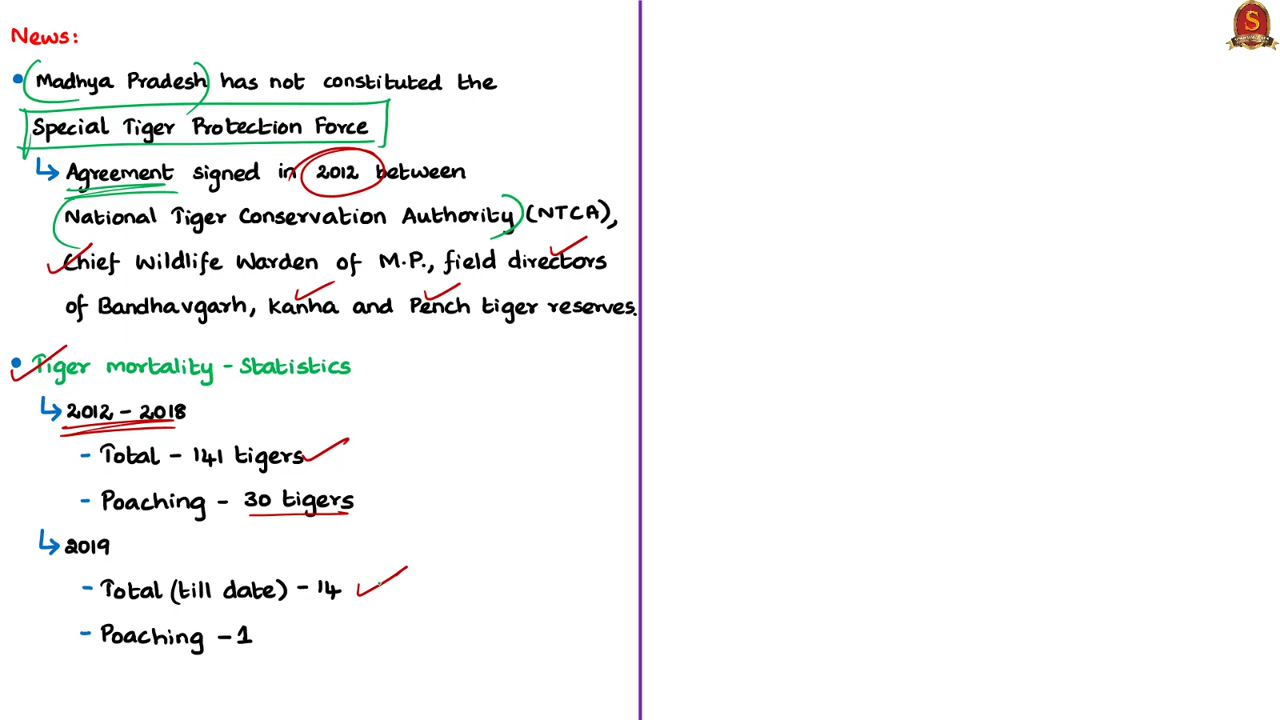 News:
• Madhya Pradesh has not constituted the
Special Tiger Protection Force
↳ Agreement signed in 2012 between
National Tiger Conservation Authority (NTCA),
Chief Wildlife Warden of M.P., field directors
of Bandhavgarh, Kanha and Pench tiger reserves.
• Tiger mortality - Statistics
↳ 2012 - 2018
- Total - 141 tigers
- Poaching - 30 tigers
↳ 2019
- Total (till date) - 14
- Poaching - 1
S